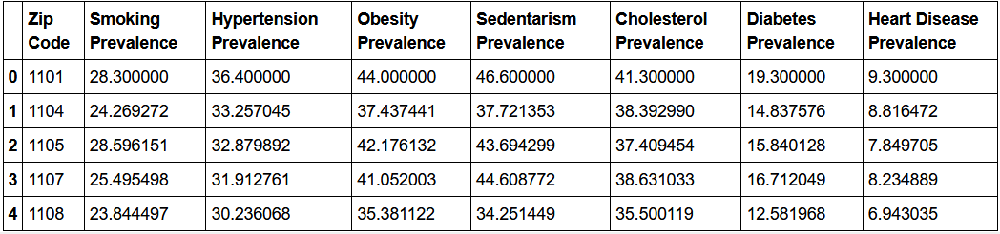 Zip Code Smoking Prevalence Hypertension Prevalence Obesity Prevalence Sedentarism Prevalence Cholesterol Prevalence Diabetes Prevalence Heart Disease Prevalence
0 1101 28.300000 36.400000 44.000000 46.600000 41.300000 19.300000 9.300000
1 1104 24.269272 33.257045 37.437441 37.721353 38.392990 14.837576 8.816472
2 1105 28.596151 32.879892 42.176132 43.694299 37.409454 15.840128 7.849705
3 1107 25.495498 31.912761 41.052003 44.608772 38.631033 16.712049 8.234889
4 1108 23.844497 30.236068 35.381122 34.251449 35.500119 12.581968 6.943035